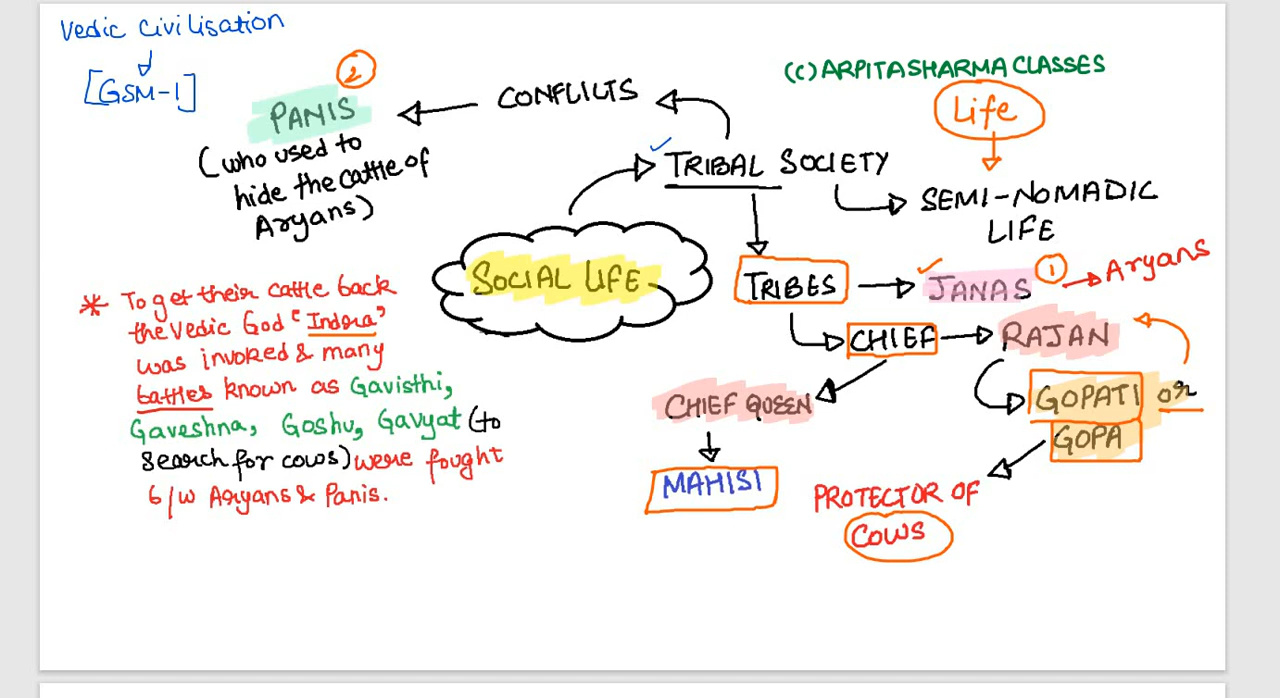 Vedic Civilisation
[GSM-1]
(C) ARPITA SHARMA CLASSES
Life
SEMI-NOMADIC
LIFE
TRIBAL SOCIETY
CONFLICTS
2
PANIS
(who used to
hide the cattle of
Aryans)
SOCIAL LIFE
TRIBES
JANAS
1
Aryans
CHIEF
RAJAN
GOPATI or
GOPA
PROTECTOR OF
COWS
CHIEF QUEEN
MAHISI
* To get their cattle back
the Vedic God "Indra"
was invoked & many
battles known as Gavisthi,
Gaveshna, Goshu, Gavyat (to
search for cows) were fought
b/w Aryans & Panis.